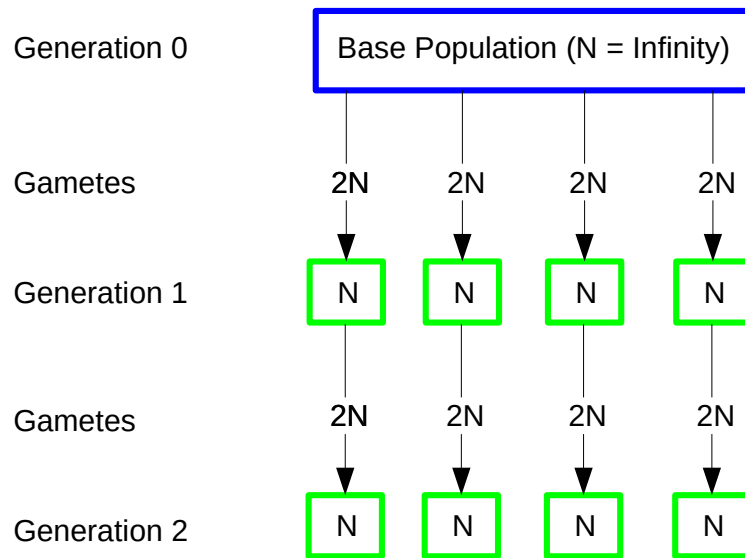 Generation 0 Base Population (N = Infinity)
Gametes 2N 2N 2N 2N
Generation 1 N N N N
Gametes 2N 2N 2N 2N
Generation 2 N N N N